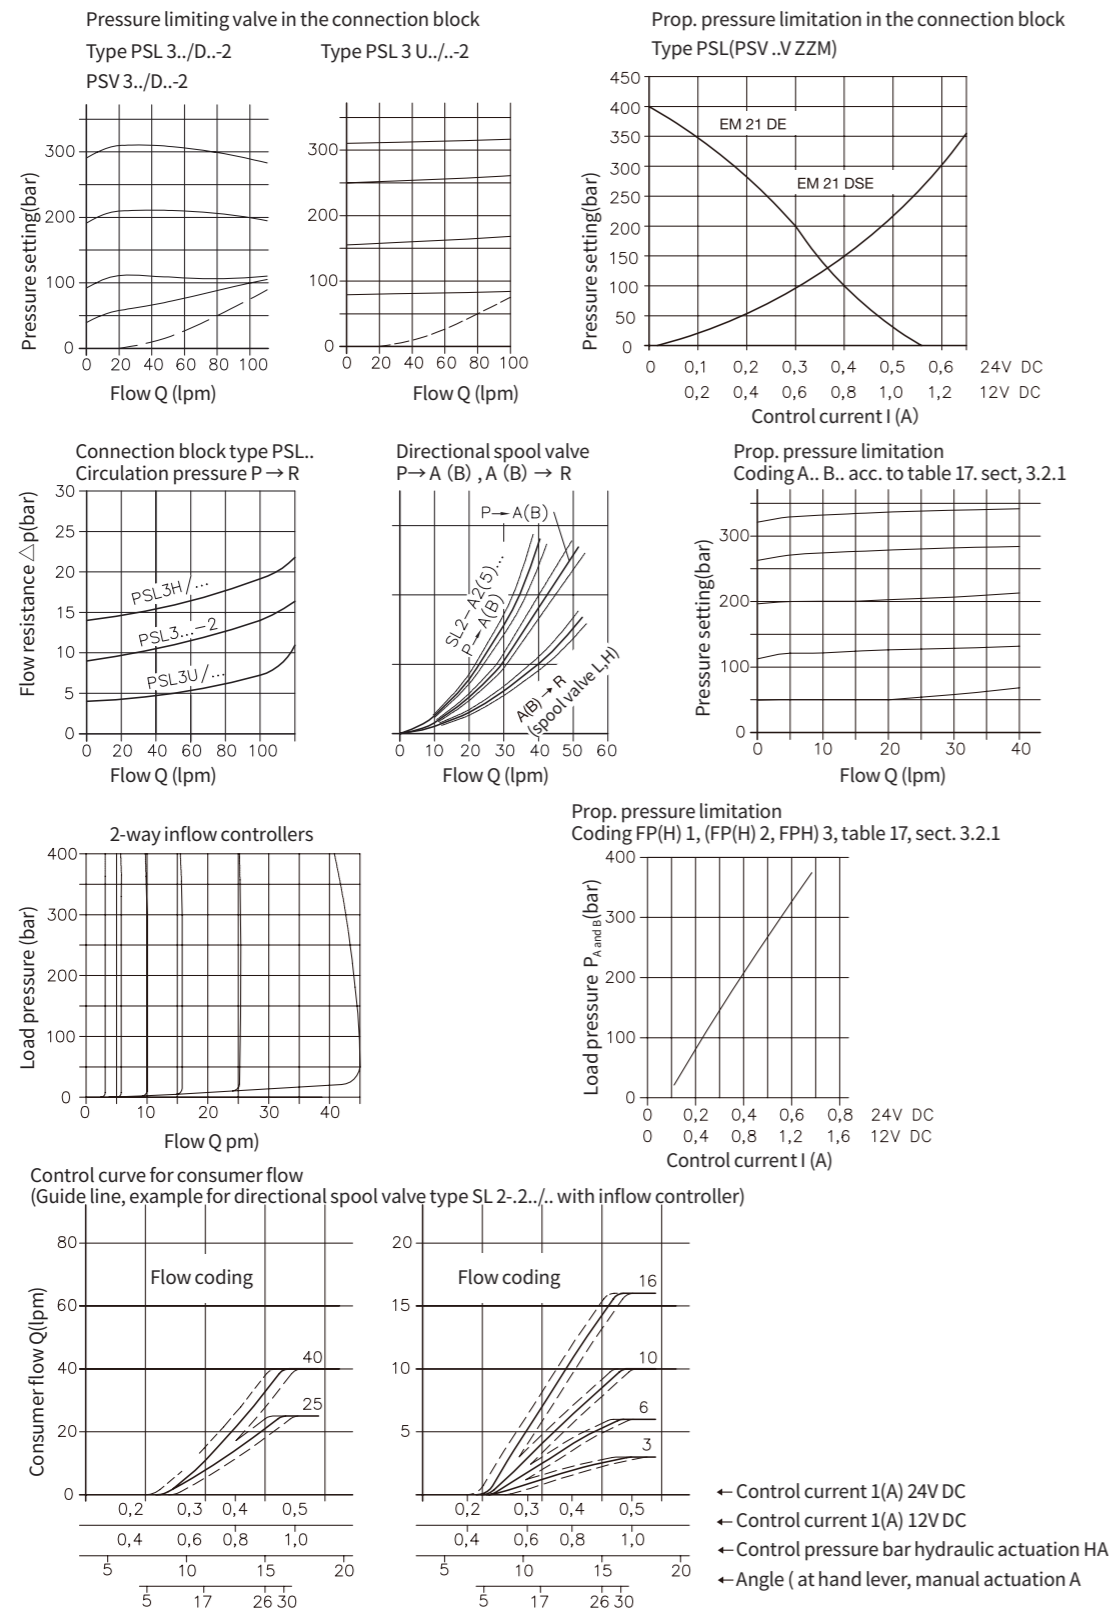 Pressure limiting valve in the connection block
Type PSL 3../D..-2
PSV 3../D..-2
Type PSL 3 U../..-2
Pressure setting(bar)
300
200
100
0
0 20 40 60 80 100
Flow Q (lpm)
300
200
100
0
0 20 40 60 80 100
Flow Q (lpm)
Prop. pressure limitation in the connection block
Type PSL(PSV ..V ZZM)
Pressure setting(bar)
450
400
350
300
250
200
150
100
50
0
EM 21 DE
EM 21 DSE
0 0,1 0,2 0,3 0,4 0,5 0,6 24V DC
0,2 0,4 0,6 0,8 1,0 1,2 12V DC
Control current I (A)
Connection block type PSL..
Circulation pressure P → R
Flow resistance △p(bar)
30
25
20
15
10
5
0
PSL3H/...
PSL3...-2
PSL3U/...
0 20 40 60 80 100
Flow Q (lpm)
Directional spool valve
P→ A (B) , A (B) → R
P→A(B)
SL2-A2(5)...
P→A(B)
A(B)→ R
(spool valve L,H)
0 10 20 30 40 50 60
Flow Q (lpm)
Prop. pressure limitation
Coding A.. B.. acc. to table 17. sect, 3.2.1
Pressure setting(bar)
300
200
100
0
0 10 20 30 40
Flow Q (lpm)
2-way inflow controllers
Load pressure (bar)
400
300
200
100
0
0 10 20 30 40
Flow Q pm)
Prop. pressure limitation
Coding FP(H) 1, (FP(H) 2, FPH) 3, table 17, sect. 3.2.1
Load pressure P A and B (bar)
400
300
200
100
0
0 0,2 0,4 0,6 0,8 24V DC
0 0,4 0,8 1,2 1,6 12V DC
Control current I (A)
Control curve for consumer flow
(Guide line, example for directional spool valve type SL 2-.2../.. with inflow controller)
Consumer flow Q(lpm)
80
60
40
20
0
Flow coding
40
25
0,2 0,3 0,4 0,5
0,4 0,6 0,8 1,0
5 10 15 20
5 17 26 30
20
15
10
5
Flow coding
16
10
6
3
0,2 0,3 0,4 0,5
0,4 0,6 0,8 1,0
5 10 15 20
5 17 26 30
←Control current 1(A) 24V DC
←Control current 1(A) 12V DC
←Control pressure bar hydraulic actuation HA
←Angle ( at hand lever, manual actuation A